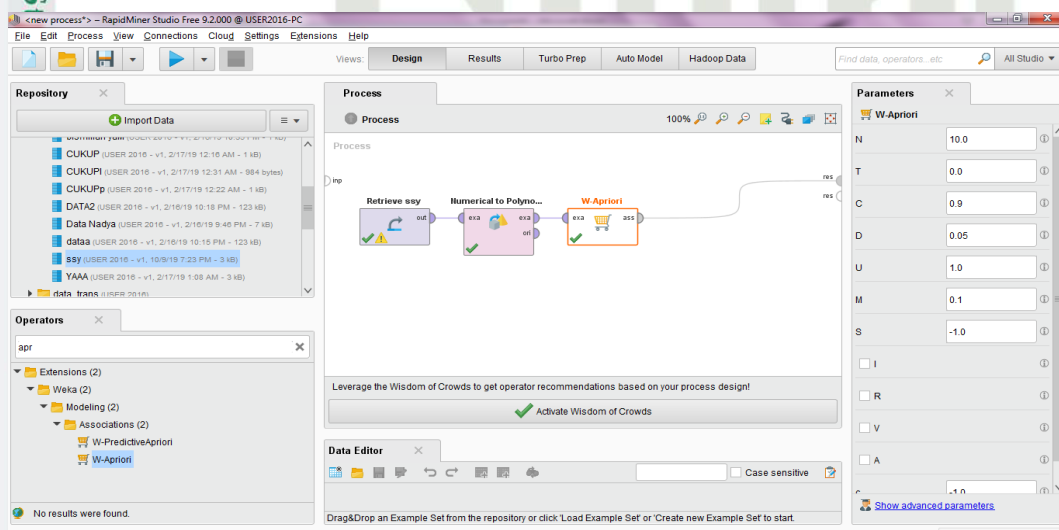 <new process*> – RapidMiner Studio Free 9.2.000 @ USER2016-PC
File Edit Process View Connections Cloud Settings Extensions Help
Views: Design Results Turbo Prep Auto Model Hadoop Data Find data, operators...etc All Studio
Repository
Import Data
CUKUP (USER 2016 - v1, 2/17/19 12:16 AM - 1 kB)
CUKUPI (USER 2016 - v1, 2/17/19 12:31 AM - 984 bytes)
CUKUPp (USER 2016 - v1, 2/17/19 12:22 AM - 1 kB)
DATA2 (USER 2016 - v1, 2/16/19 10:18 PM - 123 kB)
Data Nadya (USER 2016 - v1, 2/16/19 9:46 PM - 7 kB)
dataa (USER 2016 - v1, 2/16/19 10:15 PM - 123 kB)
ssy (USER 2016 - v1, 10/9/19 7:23 PM - 3 kB)
YAAA (USER 2016 - v1, 2/17/19 1:08 AM - 3 kB)
data_trans (USER 2016)
Operators
apr
Extensions (2)
Weka (2)
Modeling (2)
Associations (2)
W-PredictiveApriori
W-Apriori
No results were found.
Process
Process 100%
Process
inp res
res
Retrieve ssy Numerical to Polyno... W-Apriori
out exa exa exa ass
ori
Leverage the Wisdom of Crowds to get operator recommendations based on your process design!
Activate Wisdom of Crowds
Data Editor
Case sensitive
Drag&Drop an Example Set from the repository or click 'Load Example Set' or 'Create new Example Set' to start.
Parameters
W-Apriori
N 10.0
T 0.0
C 0.9
D 0.05
U 1.0
M 0.1
S -1.0
I
R
V
A
c -1.0
Show advanced parameters